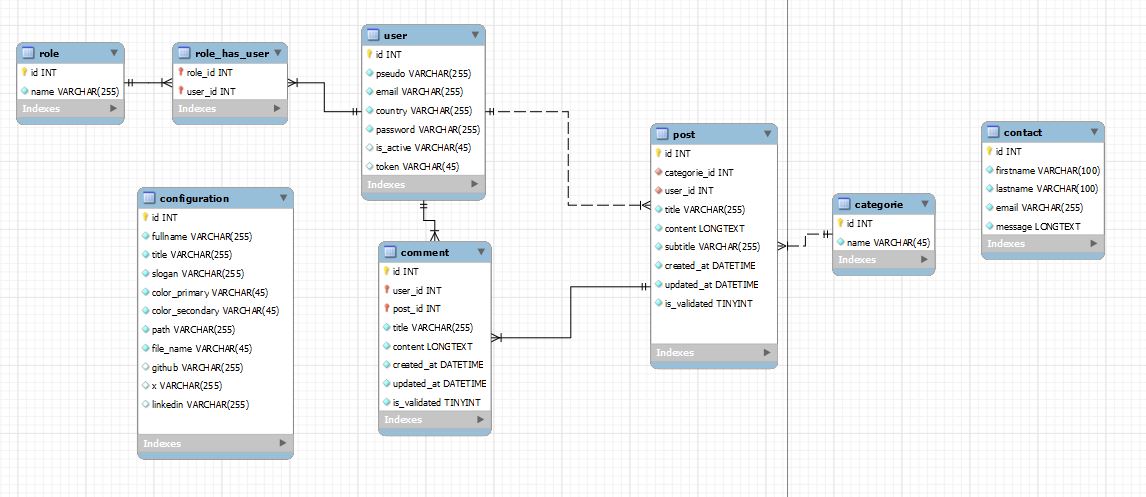 role
id INT
name VARCHAR(255)
Indexes
role_has_user
role_id INT
user_id INT
Indexes
user
id INT
pseudo VARCHAR(255)
email VARCHAR(255)
country VARCHAR(255)
password VARCHAR(255)
is_active VARCHAR(45)
token VARCHAR(45)
Indexes
configuration
id INT
fullname VARCHAR(255)
title VARCHAR(255)
slogan VARCHAR(255)
color_primary VARCHAR(45)
color_secondary VARCHAR(45)
path VARCHAR(255)
file_name VARCHAR(45)
github VARCHAR(255)
x VARCHAR(255)
linkedin VARCHAR(255)
Indexes
comment
id INT
user_id INT
post_id INT
title VARCHAR(255)
content LONGTEXT
created_at DATETIME
updated_at DATETIME
is_validated TINYINT
Indexes
post
id INT
categorie_id INT
user_id INT
title VARCHAR(255)
content LONGTEXT
subtitle VARCHAR(255)
created_at DATETIME
updated_at DATETIME
is_validated TINYINT
Indexes
categorie
id INT
name VARCHAR(45)
Indexes
contact
id INT
firstname VARCHAR(100)
lastname VARCHAR(100)
email VARCHAR(255)
message LONGTEXT
Indexes